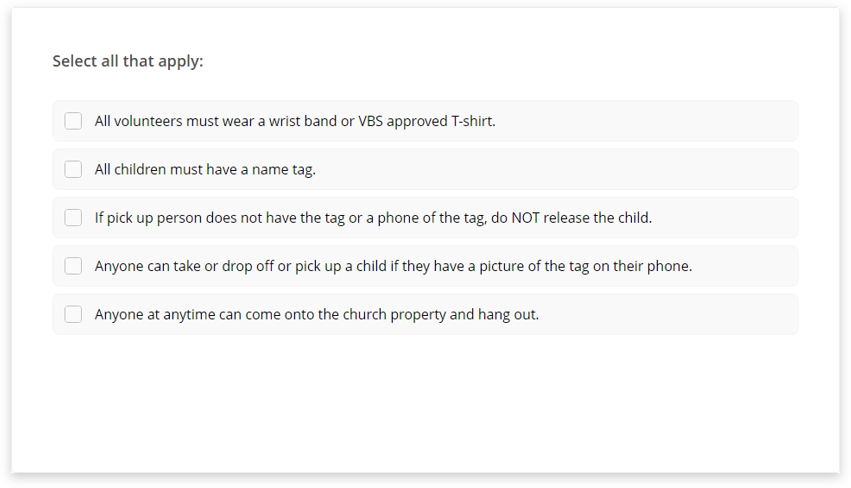 Select all that apply:
All volunteers must wear a wrist band or VBS approved T-shirt.
All children must have a name tag.
If pick up person does not have the tag or a phone of the tag, do NOT release the child.
Anyone can take or drop off or pick up a child if they have a picture of the tag on their phone.
Anyone at anytime can come onto the church property and hang out.